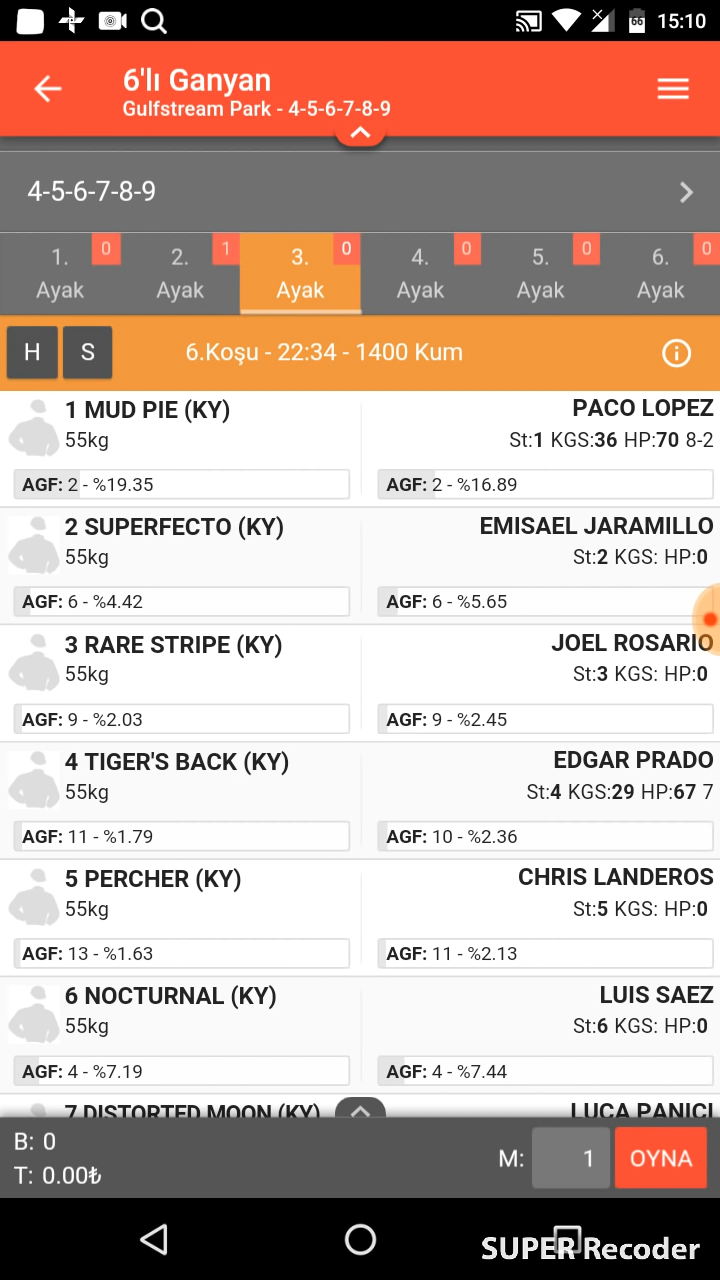 66 15:10
6'lı Ganyan
Gulfstream Park - 4-5-6-7-8-9
4-5-6-7-8-9
1. Ayak 0
2. Ayak 1
3. Ayak 0
4. Ayak 0
5. Ayak 0
6. Ayak 0
H S 6.Koşu - 22:34 - 1400 Kum
1 MUD PIE (KY) PACO LOPEZ
55kg St:1 KGS:36 HP:70 8-2
AGF: 2 - %19.35 AGF: 2 - %16.89
2 SUPERFECTO (KY) EMISAEL JARAMILLO
55kg St:2 KGS: HP:0
AGF: 6 - %4.42 AGF: 6 - %5.65
3 RARE STRIPE (KY) JOEL ROSARIO
55kg St:3 KGS: HP:0
AGF: 9 - %2.03 AGF: 9 - %2.45
4 TIGER'S BACK (KY) EDGAR PRADO
55kg St:4 KGS:29 HP:67 7
AGF: 11 - %1.79 AGF: 10 - %2.36
5 PERCHER (KY) CHRIS LANDEROS
55kg St:5 KGS: HP:0
AGF: 13 - %1.63 AGF: 11 - %2.13
6 NOCTURNAL (KY) LUIS SAEZ
55kg St:6 KGS: HP:0
AGF: 4 - %7.19 AGF: 4 - %7.44
7 DISTORTED MOON (KY) LUCA PANICI
B: 0
T: 0.00₺
M: 1 OYNA
SUPER Recoder